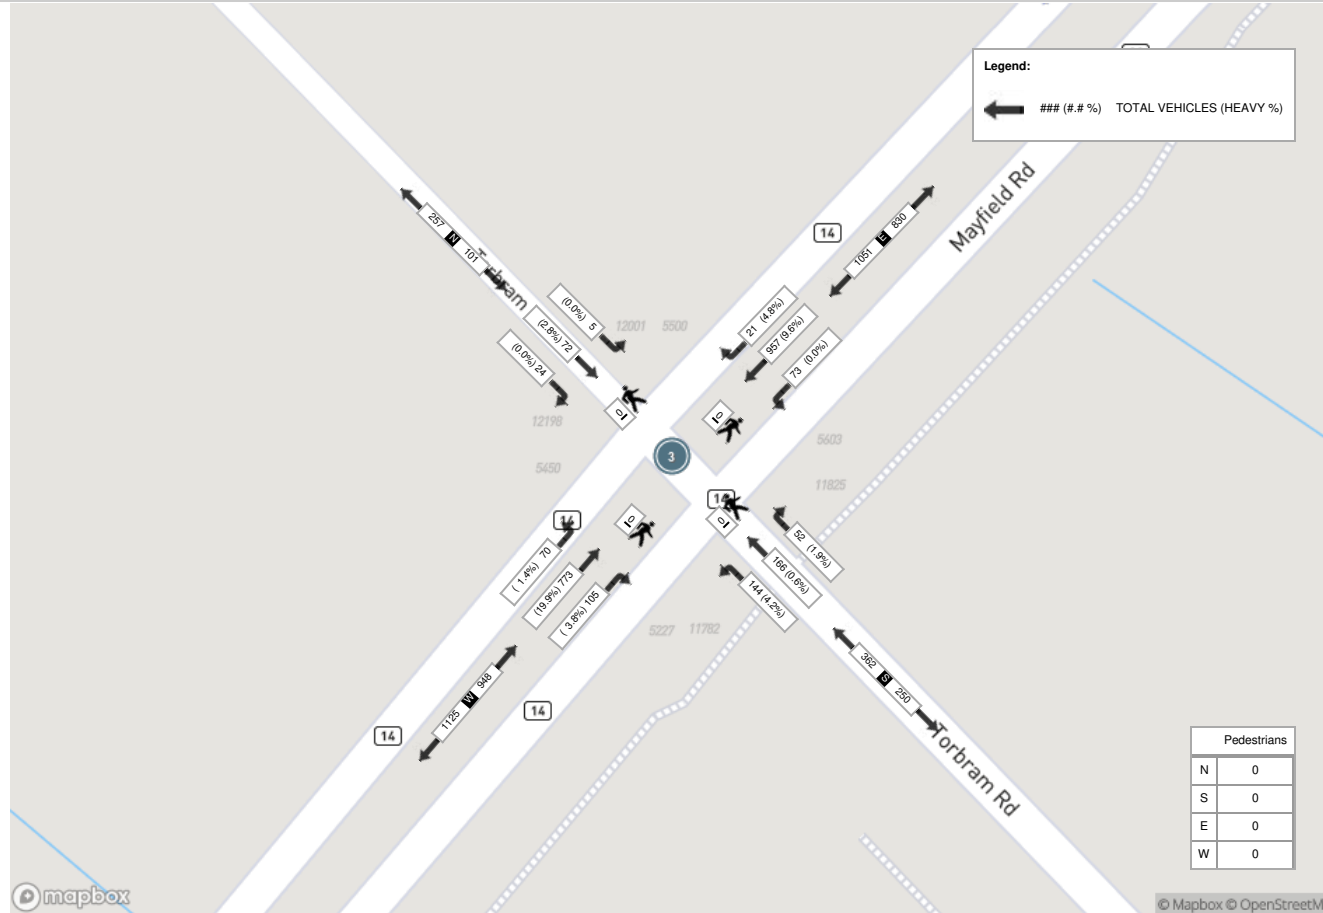 Legend:
### (#.# %) TOTAL VEHICLES (HEAVY %)
Mayfield Rd
14
257 N 101
1051 E 830
(0.0%) 5
(2.8%) 72
(0.0%) 24
21 (4.8%)
957 (9.6%)
73 (0.0%)
12001 5500
12198
5450
0
0
3
5603
11825
14
14
0
0
( 1.4%) 70
(19.9%) 773
( 3.8%) 105
52 (1.9%)
166 (0.6%)
144 (4.2%)
5227 11782
1125 W 948
362 S 250
14
14
Torbram Rd
Pedestrians
N 0
S 0
E 0
W 0
mapbox
© Mapbox © OpenStreetM